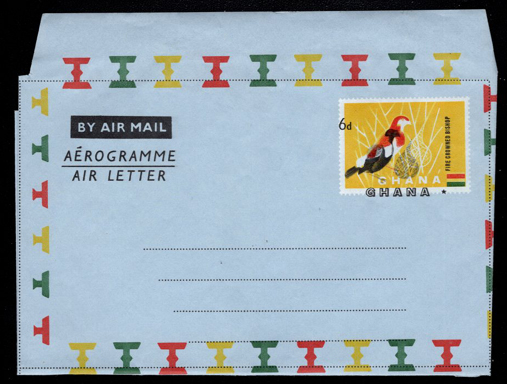 BY AIR MAIL
AÉROGRAMME
AIR LETTER
6d
FIRE CROWNED BISHOP
GHANA
GHANA